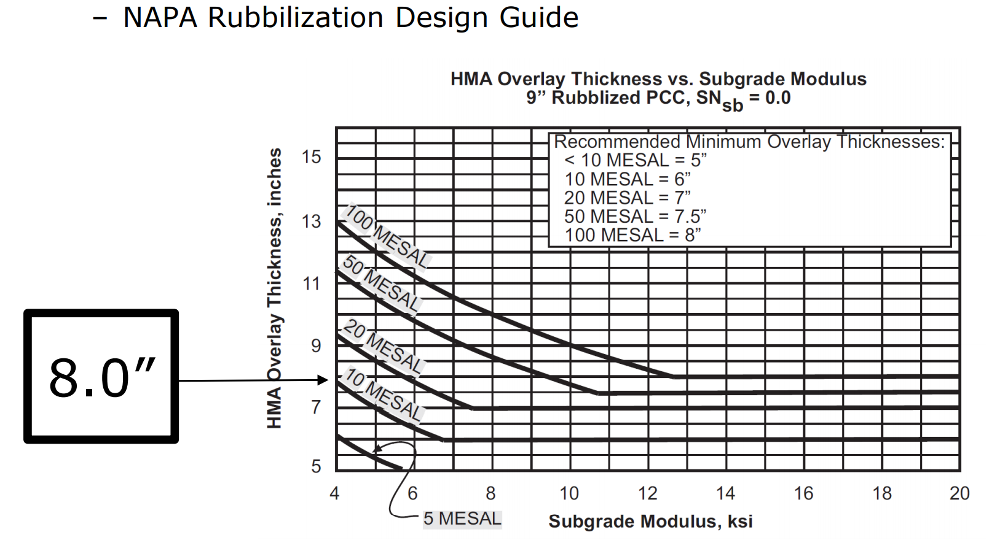 – NAPA Rubbilization Design Guide
HMA Overlay Thickness vs. Subgrade Modulus
9” Rubblized PCC, SNsb = 0.0
Recommended Minimum Overlay Thicknesses:
< 10 MESAL = 5”
10 MESAL = 6”
20 MESAL = 7”
50 MESAL = 7.5”
100 MESAL = 8”
HMA Overlay Thickness, inches
15
13
11
9
7
5
100 MESAL
50 MESAL
20 MESAL
10 MESAL
8.0”
4 6 8 10 12 14 16 18 20
5 MESAL
Subgrade Modulus, ksi